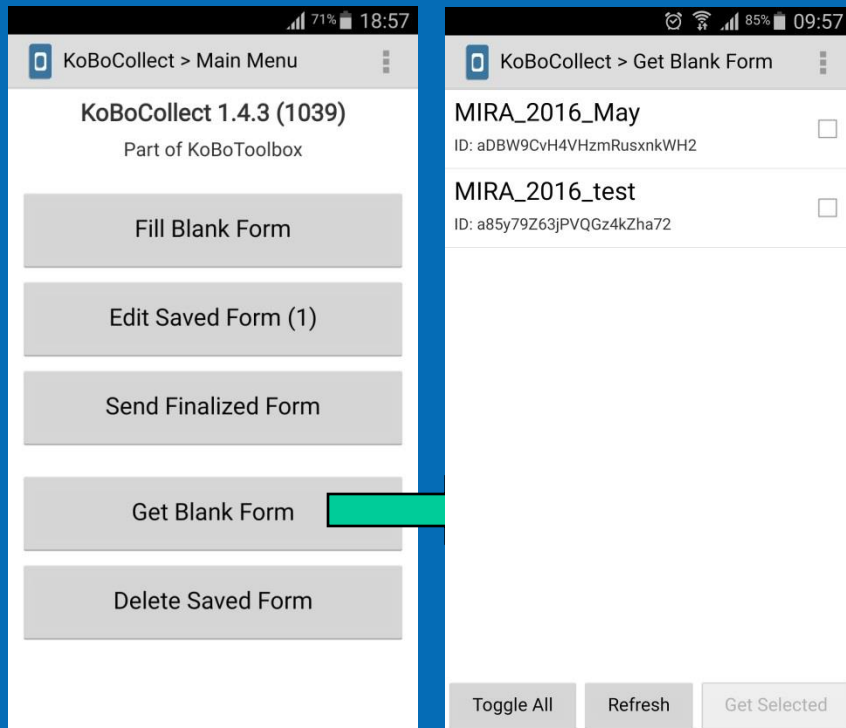 71% 18:57
KoBoCollect > Main Menu
KoBoCollect 1.4.3 (1039)
Part of KoBoToolbox
Fill Blank Form
Edit Saved Form (1)
Send Finalized Form
Get Blank Form
Delete Saved Form
85% 09:57
KoBoCollect > Get Blank Form
MIRA_2016_May
ID: aDBW9CvH4VHzmRusxnkWH2
MIRA_2016_test
ID: a85y79Z63jPVQGz4kZha72
Toggle All Refresh Get Selected